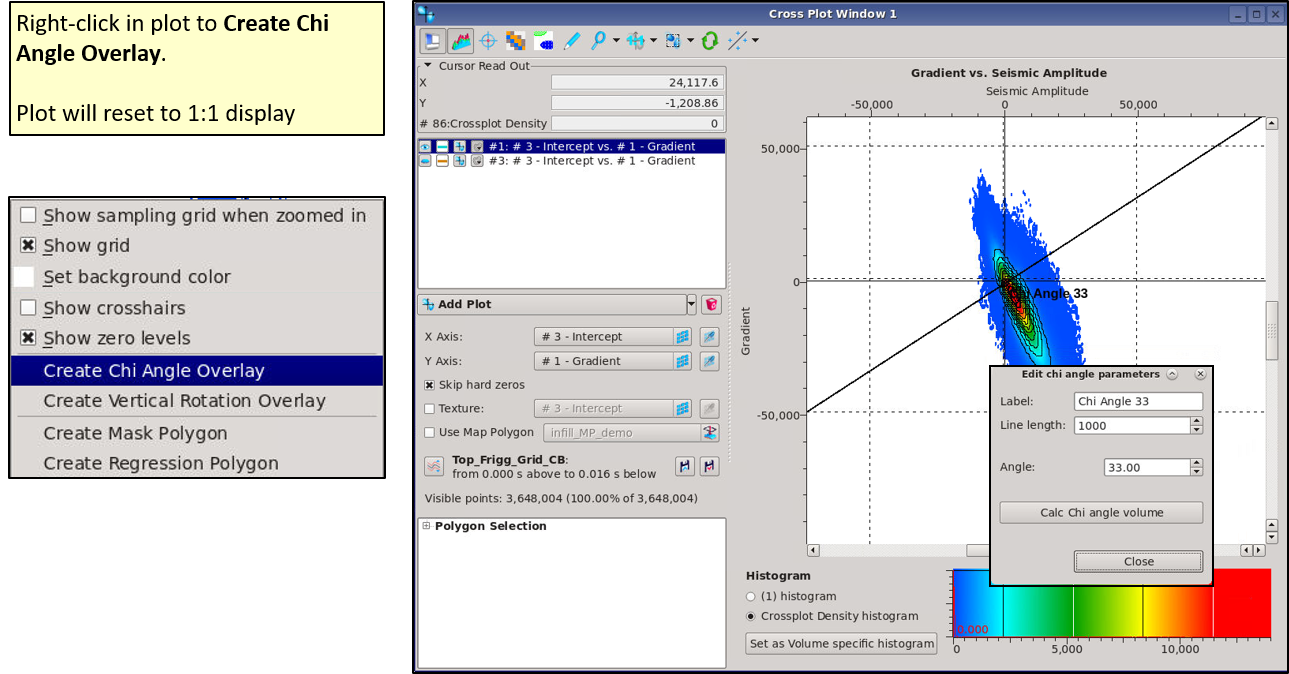 Right-click in plot to Create Chi
Angle Overlay.
Plot will reset to 1:1 display
Show sampling grid when zoomed in
Show grid
Set background color
Show crosshairs
Show zero levels
Create Chi Angle Overlay
Create Vertical Rotation Overlay
Create Mask Polygon
Create Regression Polygon
Cross Plot Window 1
Cursor Read Out
X 24,117.6
Y -1,208.86
# 86:Crossplot Density 0
#1: # 3 - Intercept vs. # 1 - Gradient
#3: # 3 - Intercept vs. # 1 - Gradient
Add Plot
X Axis: # 3 - Intercept
Y Axis: # 1 - Gradient
Skip hard zeros
Texture: # 3 - Intercept
Use Map Polygon infill_MP_demo
Top_Frigg_Grid_CB:
from 0.000 s above to 0.016 s below
Visible points: 3,648,004 (100.00% of 3,648,004)
Polygon Selection
Gradient vs. Seismic Amplitude
Seismic Amplitude
-50,000 0 50,000
50,000
0
-50,000
Gradient
Angle 33
Edit chi angle parameters
Label: Chi Angle 33
Line length: 1000
Angle: 33.00
Calc Chi angle volume
Close
Histogram
(1) histogram
Crossplot Density histogram
Set as Volume specific histogram
0.000
0 5,000 10,000